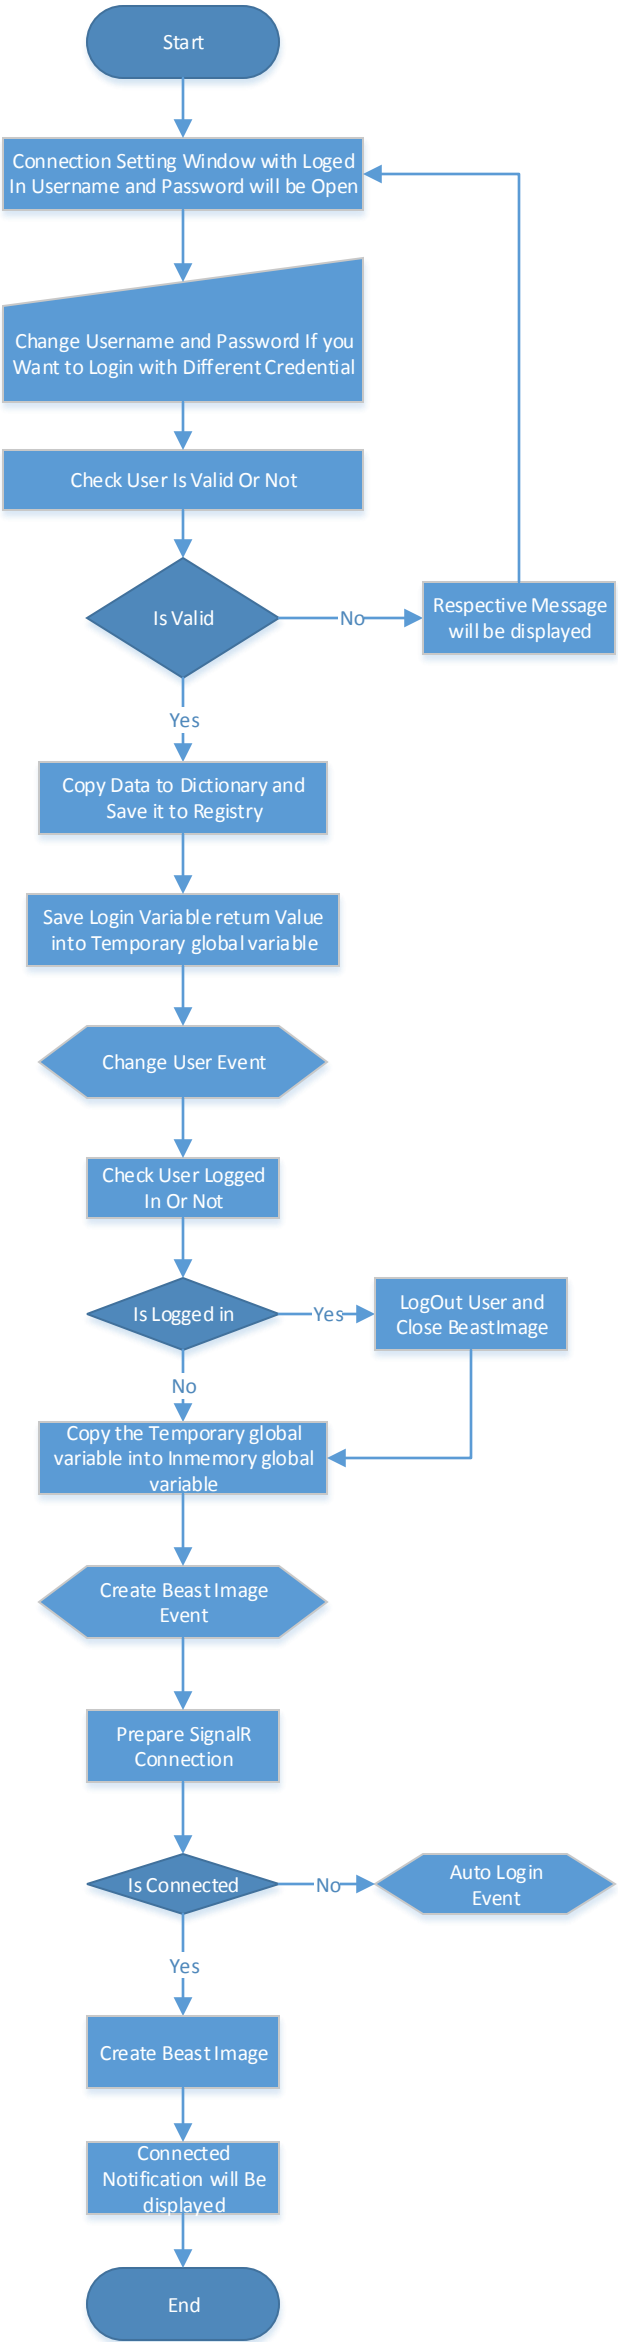 Start
Connection Setting Window with Loged
In Username and Password will be Open
Change Username and Password If you
Want to Login with Different Credential
Check User Is Valid Or Not
Is Valid
No
Respective Message
will be displayed
Yes
Copy Data to Dictionary and
Save it to Registry
Save Login Variable return Value
into Temporary global variable
Change User Event
Check User Logged
In Or Not
Is Logged in
Yes
LogOut User and
Close BeastImage
No
Copy the Temporary global
variable into Inmemory global
variable
Create Beast Image
Event
Prepare SignalR
Connection
Is Connected
No
Auto Login
Event
Yes
Create Beast Image
Connected
Notification will Be
displayed
End